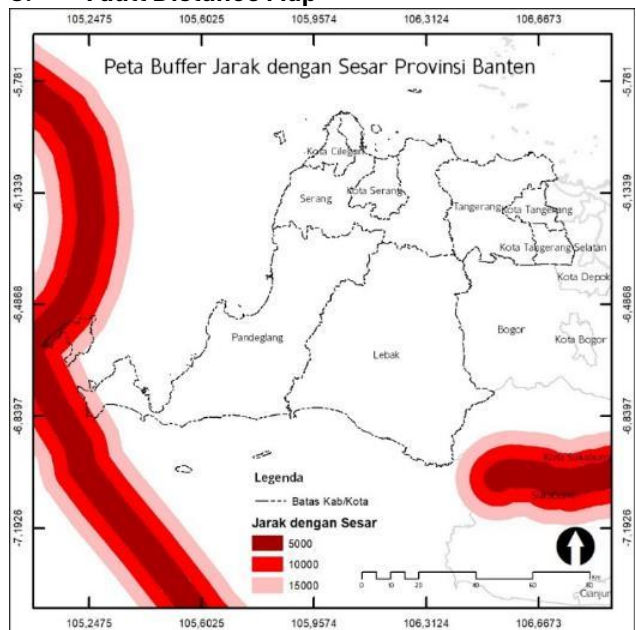 Fault Distance Map
105,2475 105,6025 105,9574 106,3124 106,6673
Peta Buffer Jarak dengan Sesar Provinsi Banten
-5,781 -5,781
Kota Cilegon
-6,1339 -6,1339
Serang Kota Serang Tangerang Kota Tangerang
Kota Tangerang Selatan
Kota Depok
-6,4868 -6,4868
Pandeglang Lebak Bogor Kota Bogor
-6,8397 -6,8397
Kota Sukabumi
Sukabumi
Legenda
Batas Kab/Kota
Jarak dengan Sesar
-7,1926 -7,1926
5000
10000
15000
0 10 20 40 60 80
Km
Cianjur
105,2475 105,6025 105,9574 106,3124 106,6673